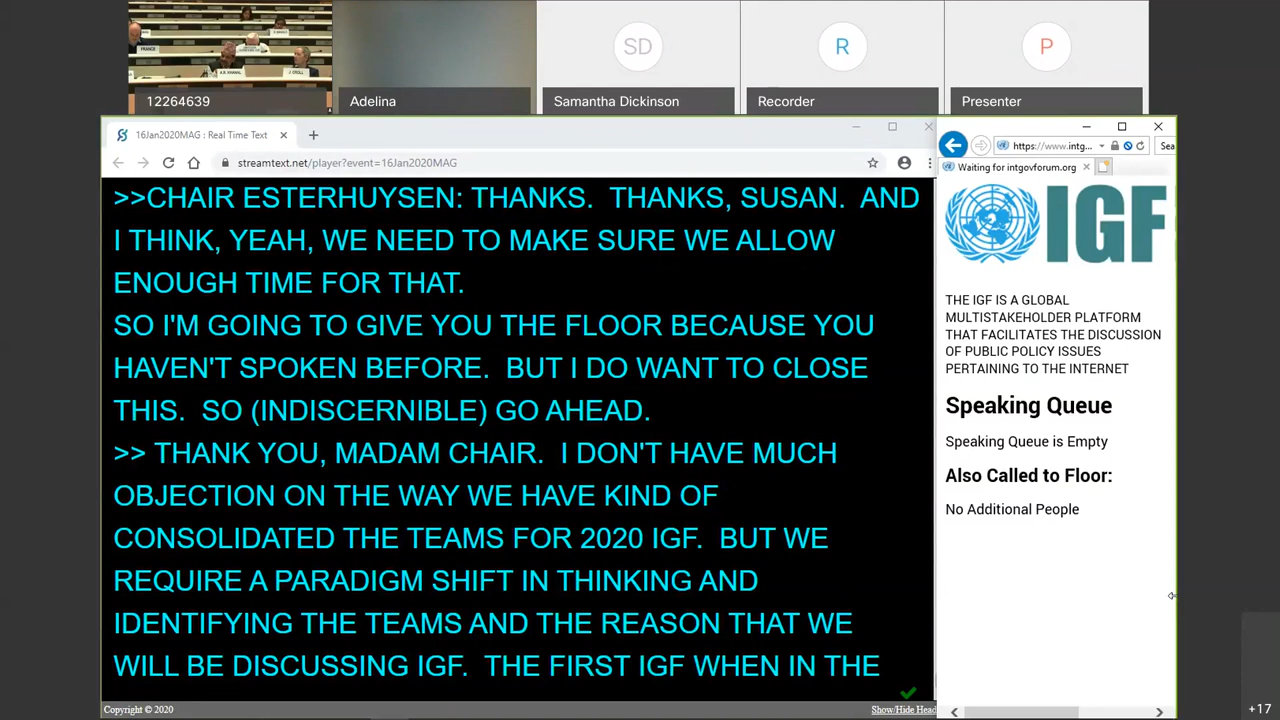 FRANCE
A.R. KHANAL
J. CROLL
SD
R
P
12264639
Adelina
Samantha Dickinson
Recorder
Presenter
16Jan2020MAG : Real Time Text
streamtext.net/player?event=16Jan2020MAG
>>CHAIR ESTERHUYSEN: THANKS. THANKS, SUSAN. AND
I THINK, YEAH, WE NEED TO MAKE SURE WE ALLOW
ENOUGH TIME FOR THAT.
SO I'M GOING TO GIVE YOU THE FLOOR BECAUSE YOU
HAVEN'T SPOKEN BEFORE. BUT I DO WANT TO CLOSE
THIS. SO (INDISCERNIBLE) GO AHEAD.
>> THANK YOU, MADAM CHAIR. I DON'T HAVE MUCH
OBJECTION ON THE WAY WE HAVE KIND OF
CONSOLIDATED THE TEAMS FOR 2020 IGF. BUT WE
REQUIRE A PARADIGM SHIFT IN THINKING AND
IDENTIFYING THE TEAMS AND THE REASON THAT WE
WILL BE DISCUSSING IGF. THE FIRST IGF WHEN IN THE
Copyright © 2020
Show/Hide Head
https://www.intg...
Sea
Waiting for intgovforum.org
IGF
THE IGF IS A GLOBAL
MULTISTAKEHOLDER PLATFORM
THAT FACILITATES THE DISCUSSION
OF PUBLIC POLICY ISSUES
PERTAINING TO THE INTERNET
Speaking Queue
Speaking Queue is Empty
Also Called to Floor:
No Additional People
+17